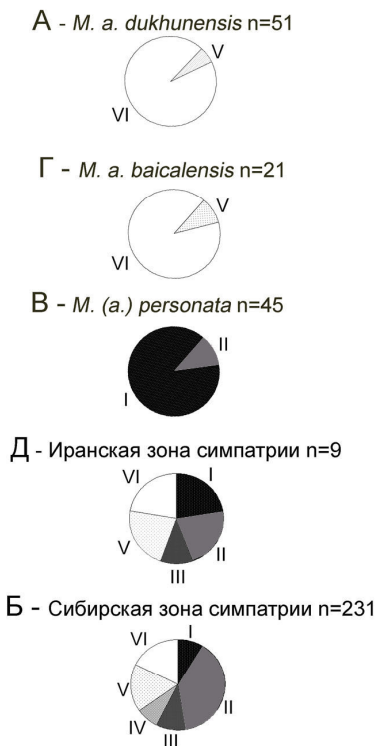 А - M. a. dukhunensis n=51
V
VI
Г - M. a. baicalensis n=21
V
VI
В - M. (a.) personata n=45
II
I
Д - Иранская зона симпатрии n=9
VI I
V II
III
Б - Сибирская зона симпатрии n=231
VI I
V
IV III II